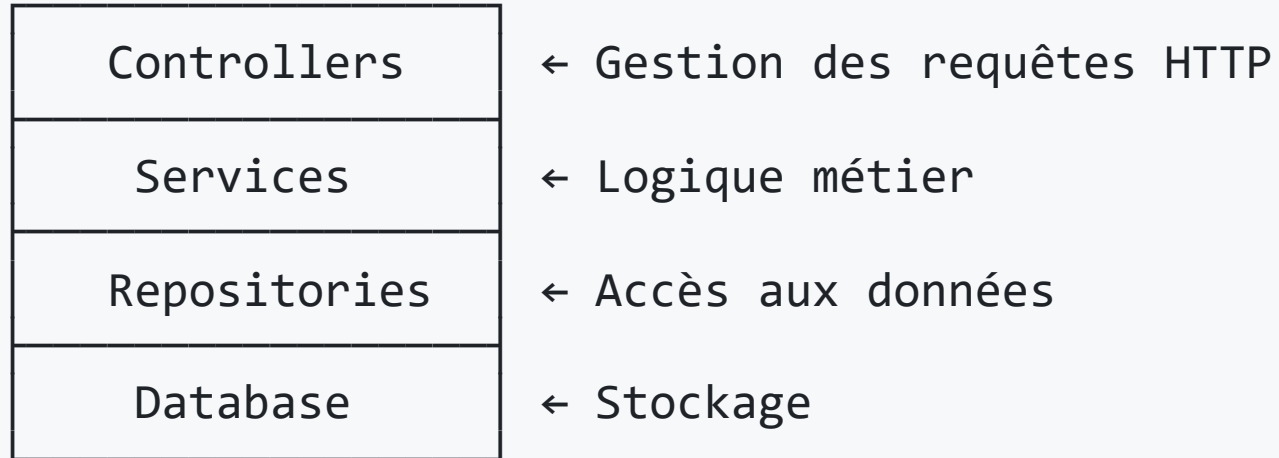 Controllers ← Gestion des requêtes HTTP
Services ← Logique métier
Repositories ← Accès aux données
Database ← Stockage